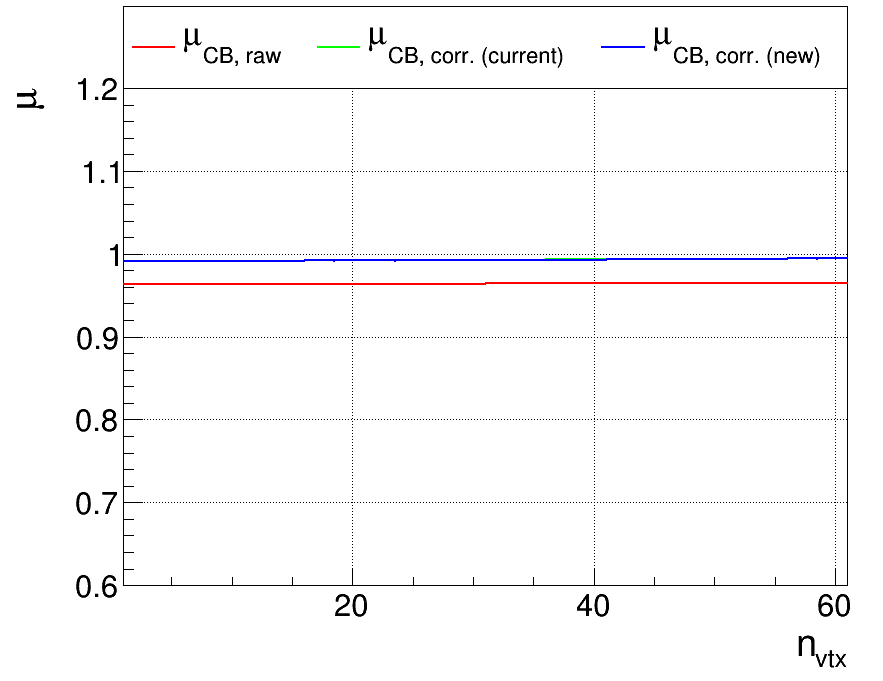 μCB, raw μCB, corr. (current) μCB, corr. (new)
μ
1.2
1.1
1
0.9
0.8
0.7
0.6
20 40 60
nvtx